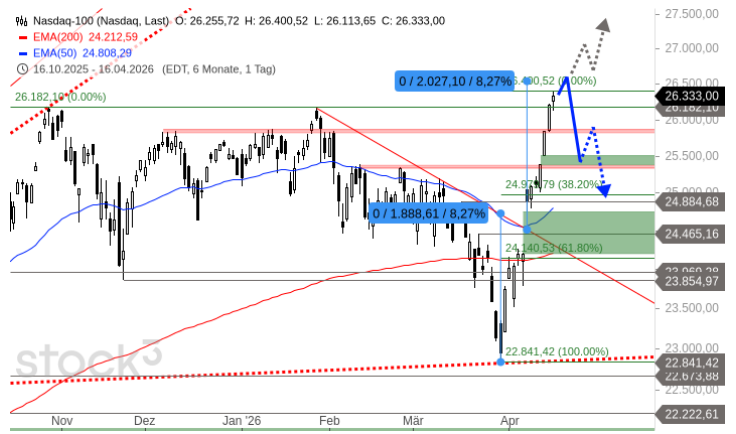 Nasdaq-100 (Nasdaq, Last) O: 26.255,72 H: 26.400,52 L: 26.113,65 C: 26.333,00
EMA(200) 24.212,59
EMA(50) 24.808,29
16.10.2025 - 16.04.2026 (EDT, 6 Monate, 1 Tag)
27.500,00
27.000,00
26.500,00
0 / 2.027,10 / 8,27%
(0.00%)
26.182,10 (0.00%)
26.333,00
26.182,10
26.000,00
25.500,00
(38.20%)
25.000,00
24.884,68
0 / 1.888,61 / 8,27%
24.465,16
24.140,53 (61.80%)
23.969,28
23.854,97
23.500,00
23.000,00
22.841,42 (100.00%)
22.841,42
22.673,88
22.222,61
stock3
Nov Dez Jan '26 Feb Mär Apr